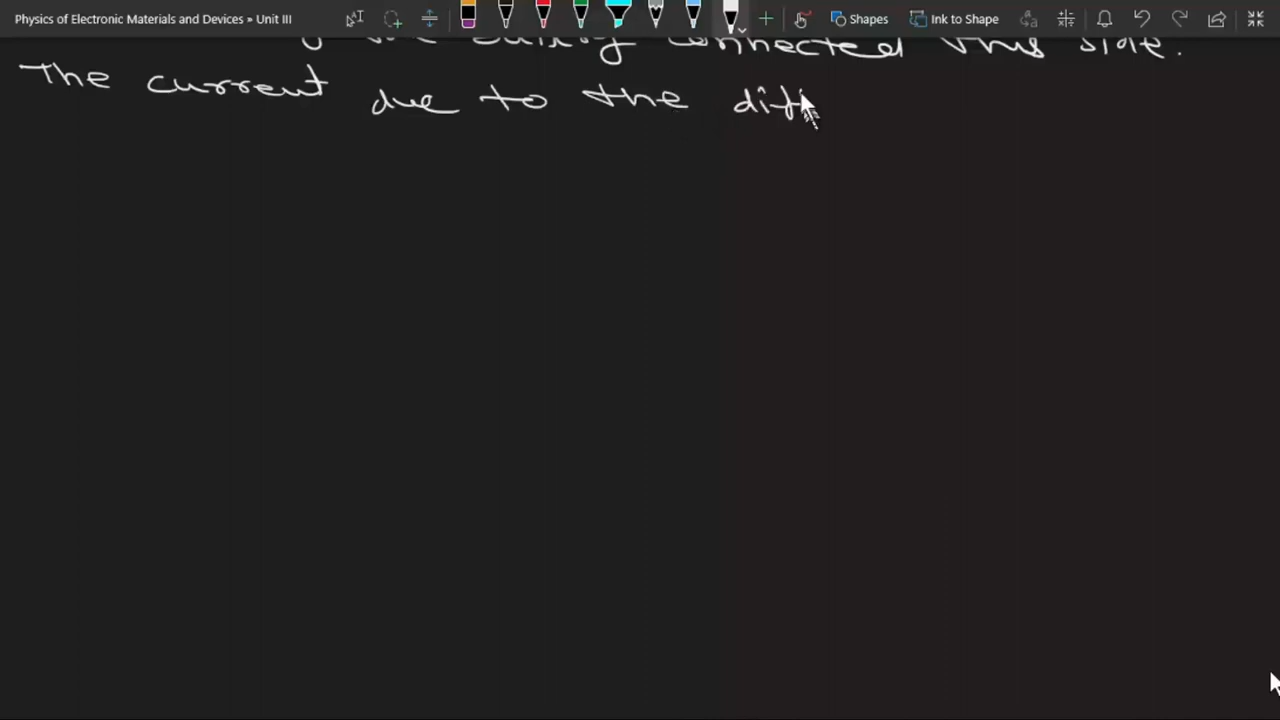 Physics of Electronic Materials and Devices » Unit III
Shapes
Ink to Shape
connected this side.
The current due to the diff